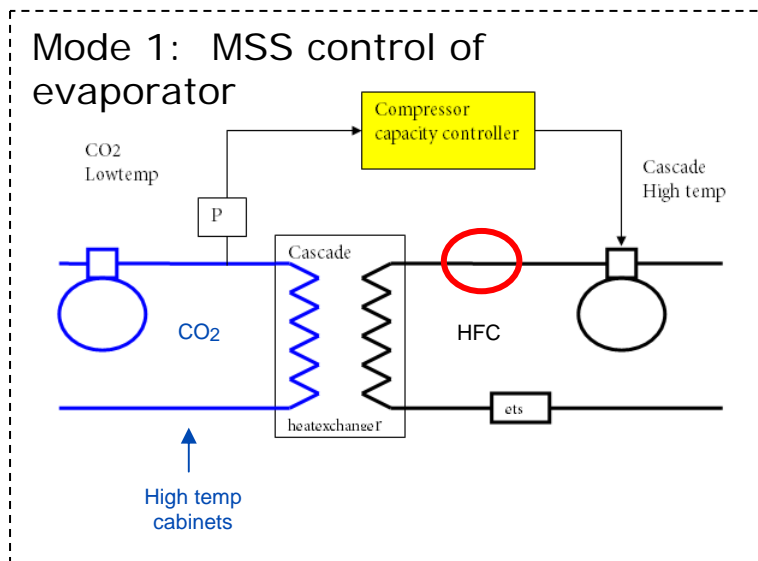 Mode 1: MSS control of
evaporator
Compressor
capacity controller
CO2
Lowtemp
Cascade
High temp
P
Cascade
CO2
HFC
heatexchanger
ets
High temp
cabinets